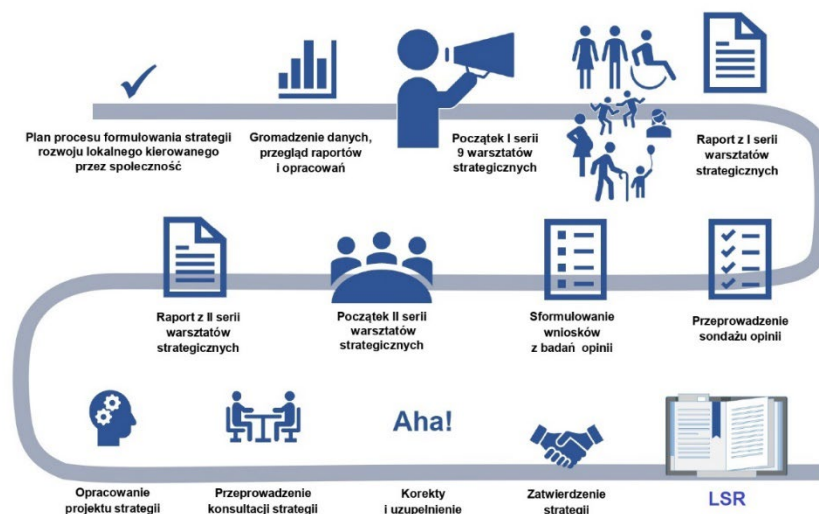 Plan procesu formułowania strategii
rozwoju lokalnego kierowanego
przez społeczność
Gromadzenie danych,
przegląd raportów
i opracowań
Początek I serii
9 warsztatów
strategicznych
Raport z I serii
warsztatów
strategicznych
Przeprowadzenie
sondażu opinii
Sformułowanie
wniosków
z badań opinii
Początek II serii
warsztatów
strategicznych
Raport z II serii
warsztatów
strategicznych
Opracowanie
projektu strategii
Przeprowadzenie
konsultacji strategii
Aha!
Korekty
i uzupełnienie
Zatwierdzenie
strategii
LSR